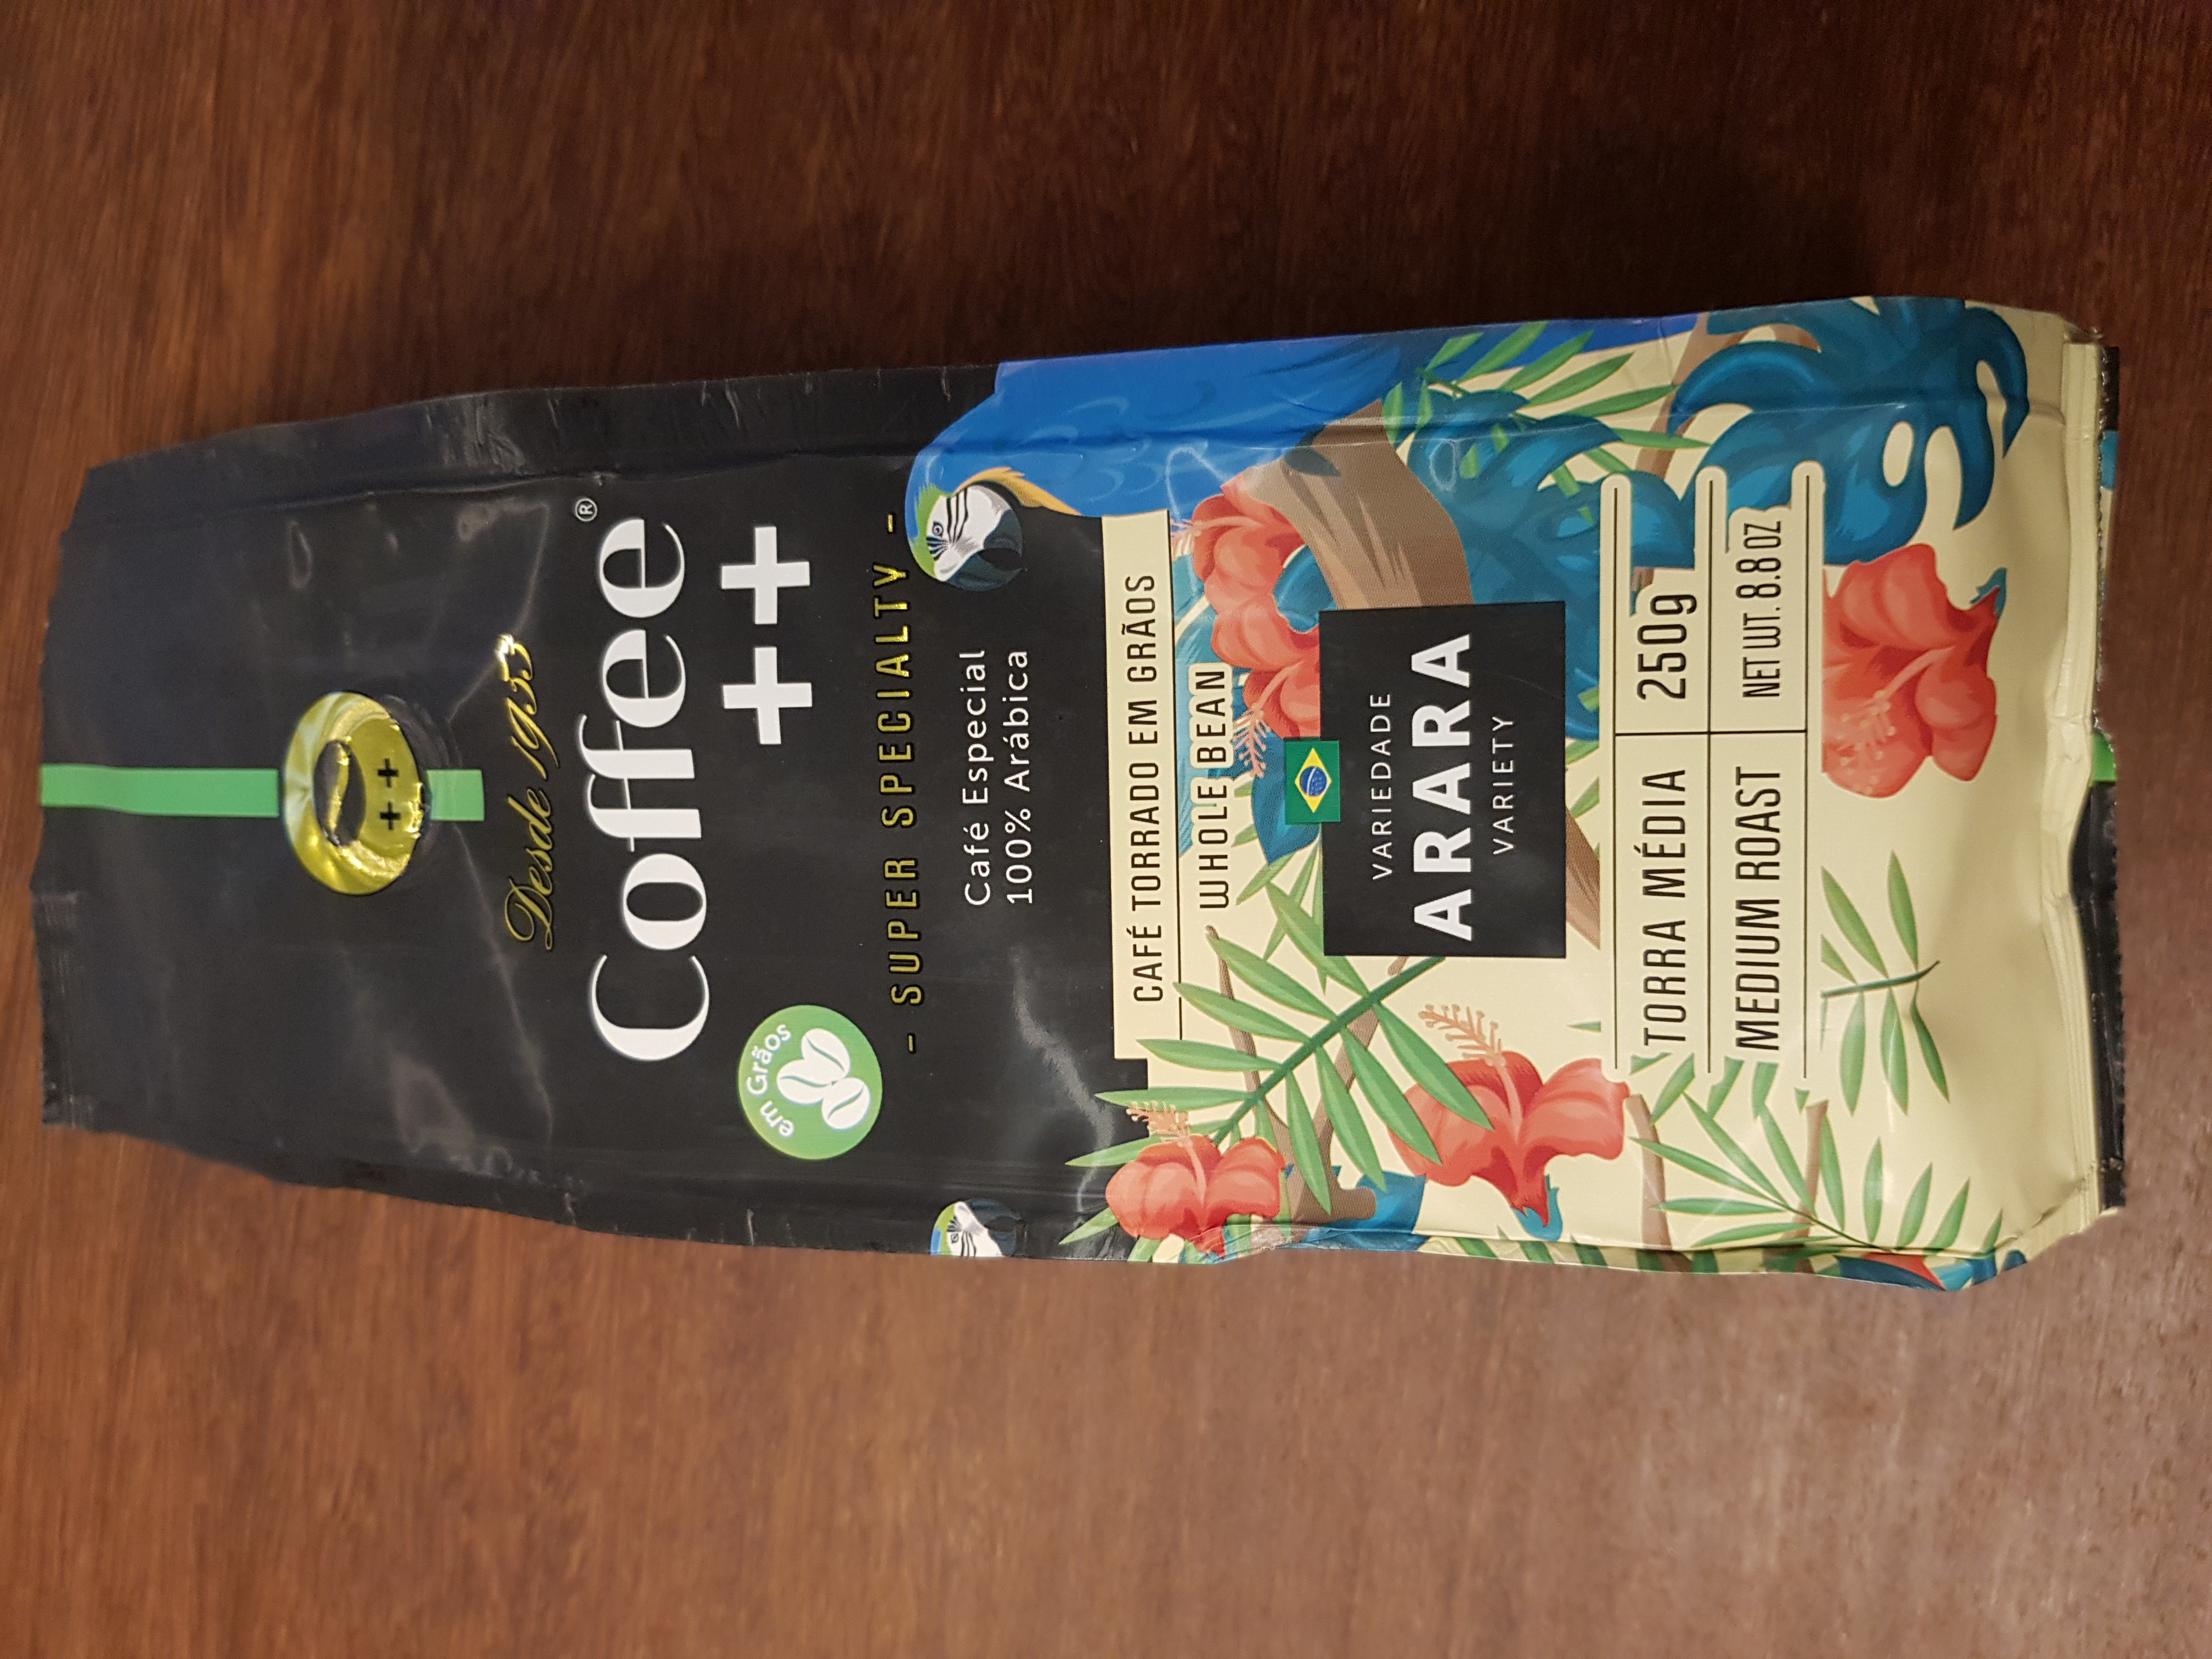 ++
Desde 1953
Coffee®
++
em Grãos
- SUPER SPECIALTY -
Café Especial
100% Arábica
CAFÉ TORRADO EM GRÃOS
WHOLE BEAN
VARIEDADE
ARARA
VARIETY
TORRA MÉDIA 250g
MEDIUM ROAST NET WT. 8.8 OZ